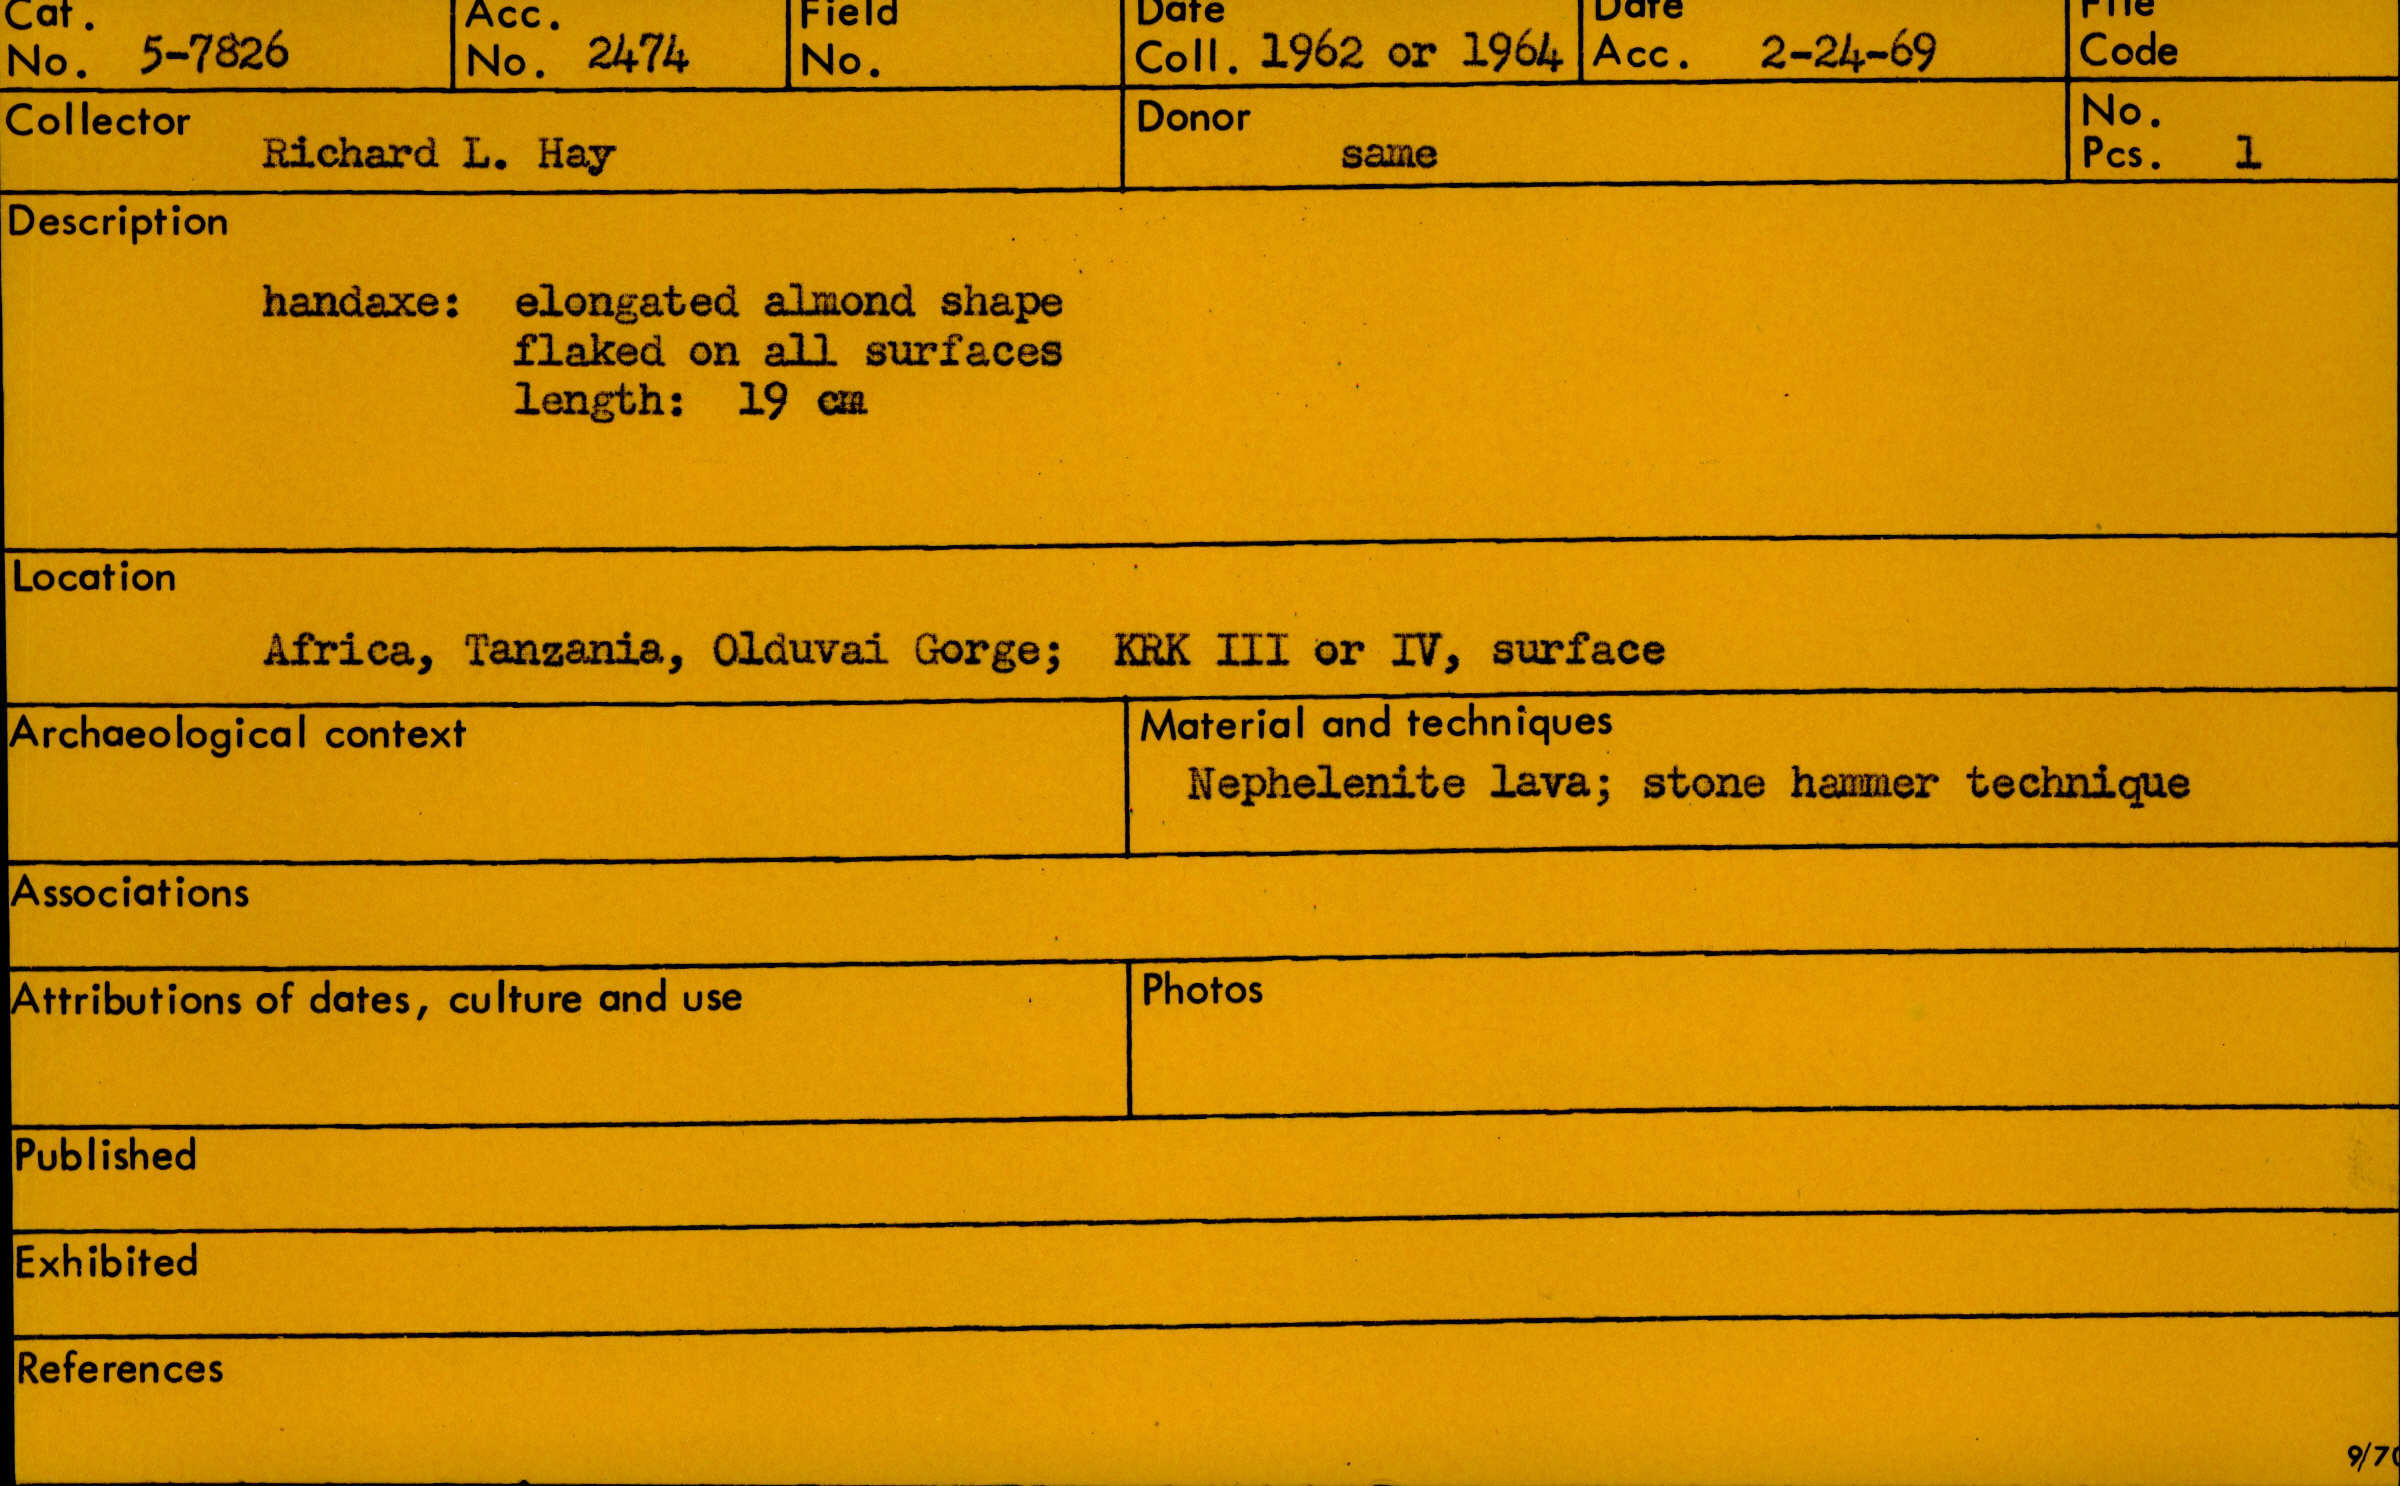 Cat. No. 5-7826
Acc. No. 2474
Field No.
Date Coll. 1962 or 1964
Date Acc. 2-24-69
File Code
Collector
Richard L. Hay
Donor
same
No. Pcs. 1
Description
handaxe: elongated almond shape
flaked on all surfaces
length: 19 cm
Location
Africa, Tanzania, Olduvai Gorge; KRK III or IV, surface
Archaeological context
Material and techniques
Nephelenite lava; stone hammer technique
Associations
Attributions of dates, culture and use
Photos
Published
Exhibited
References
9/70